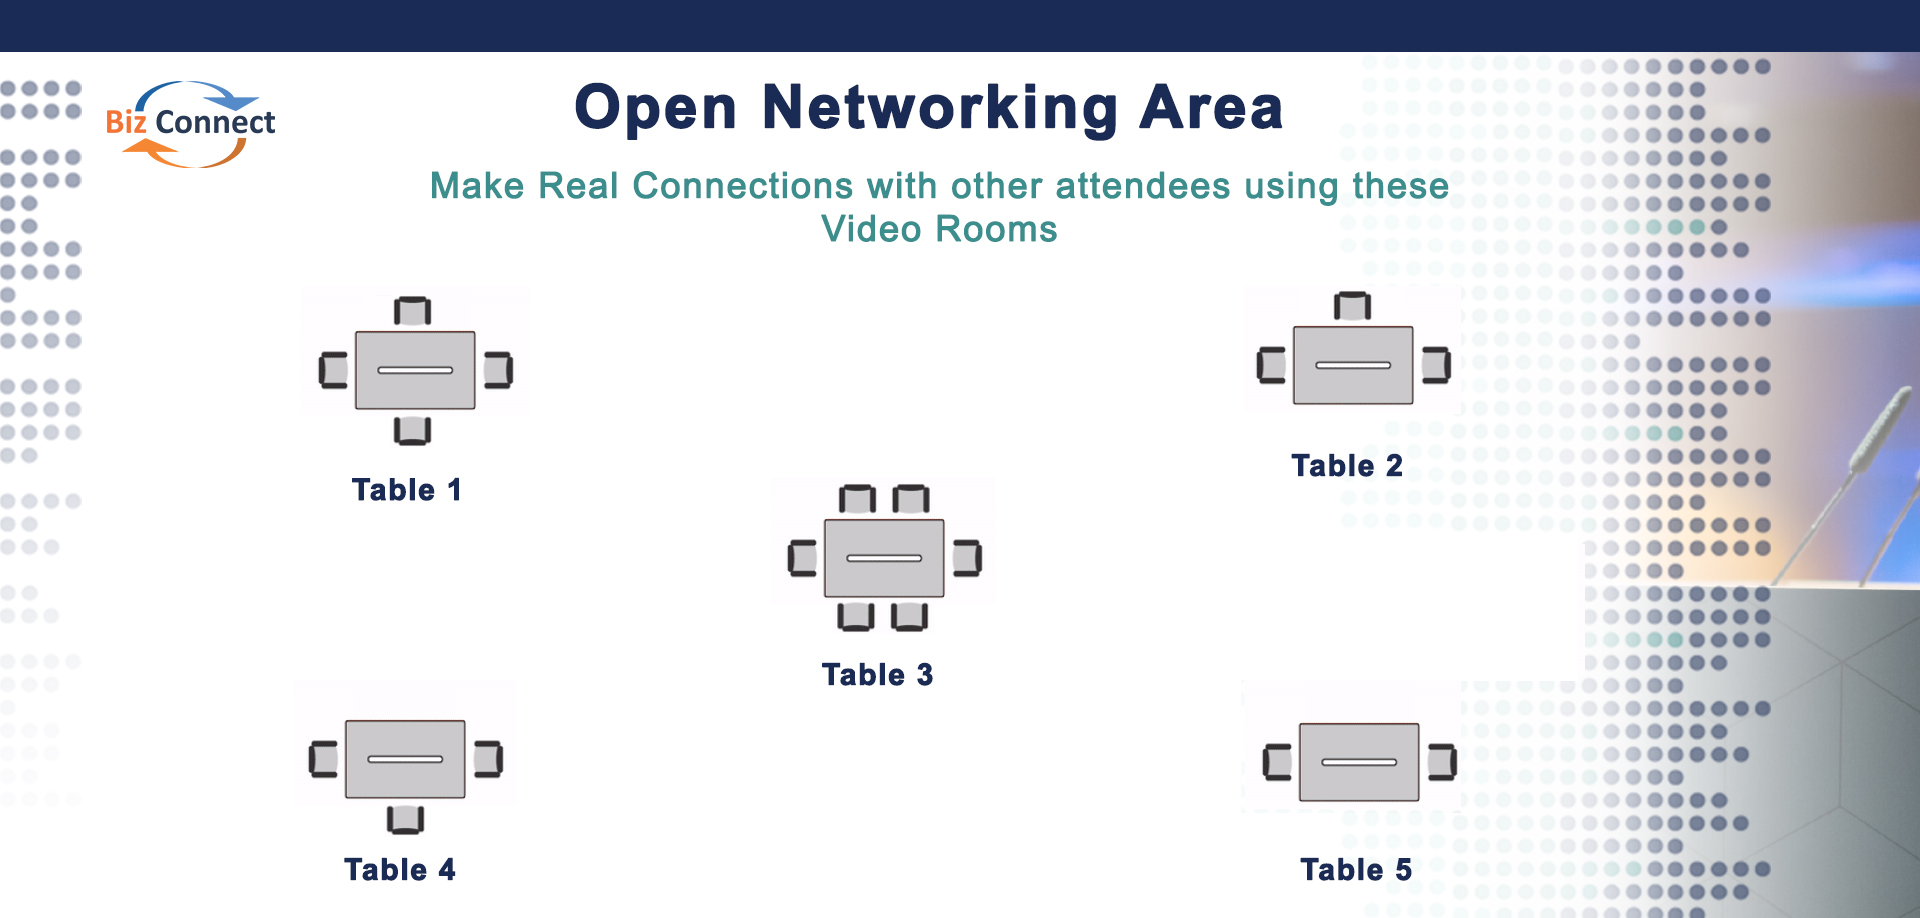 Biz Connect
Open Networking Area
Make Real Connections with other attendees using these
Video Rooms
Table 1
Table 2
Table 3
Table 4
Table 5